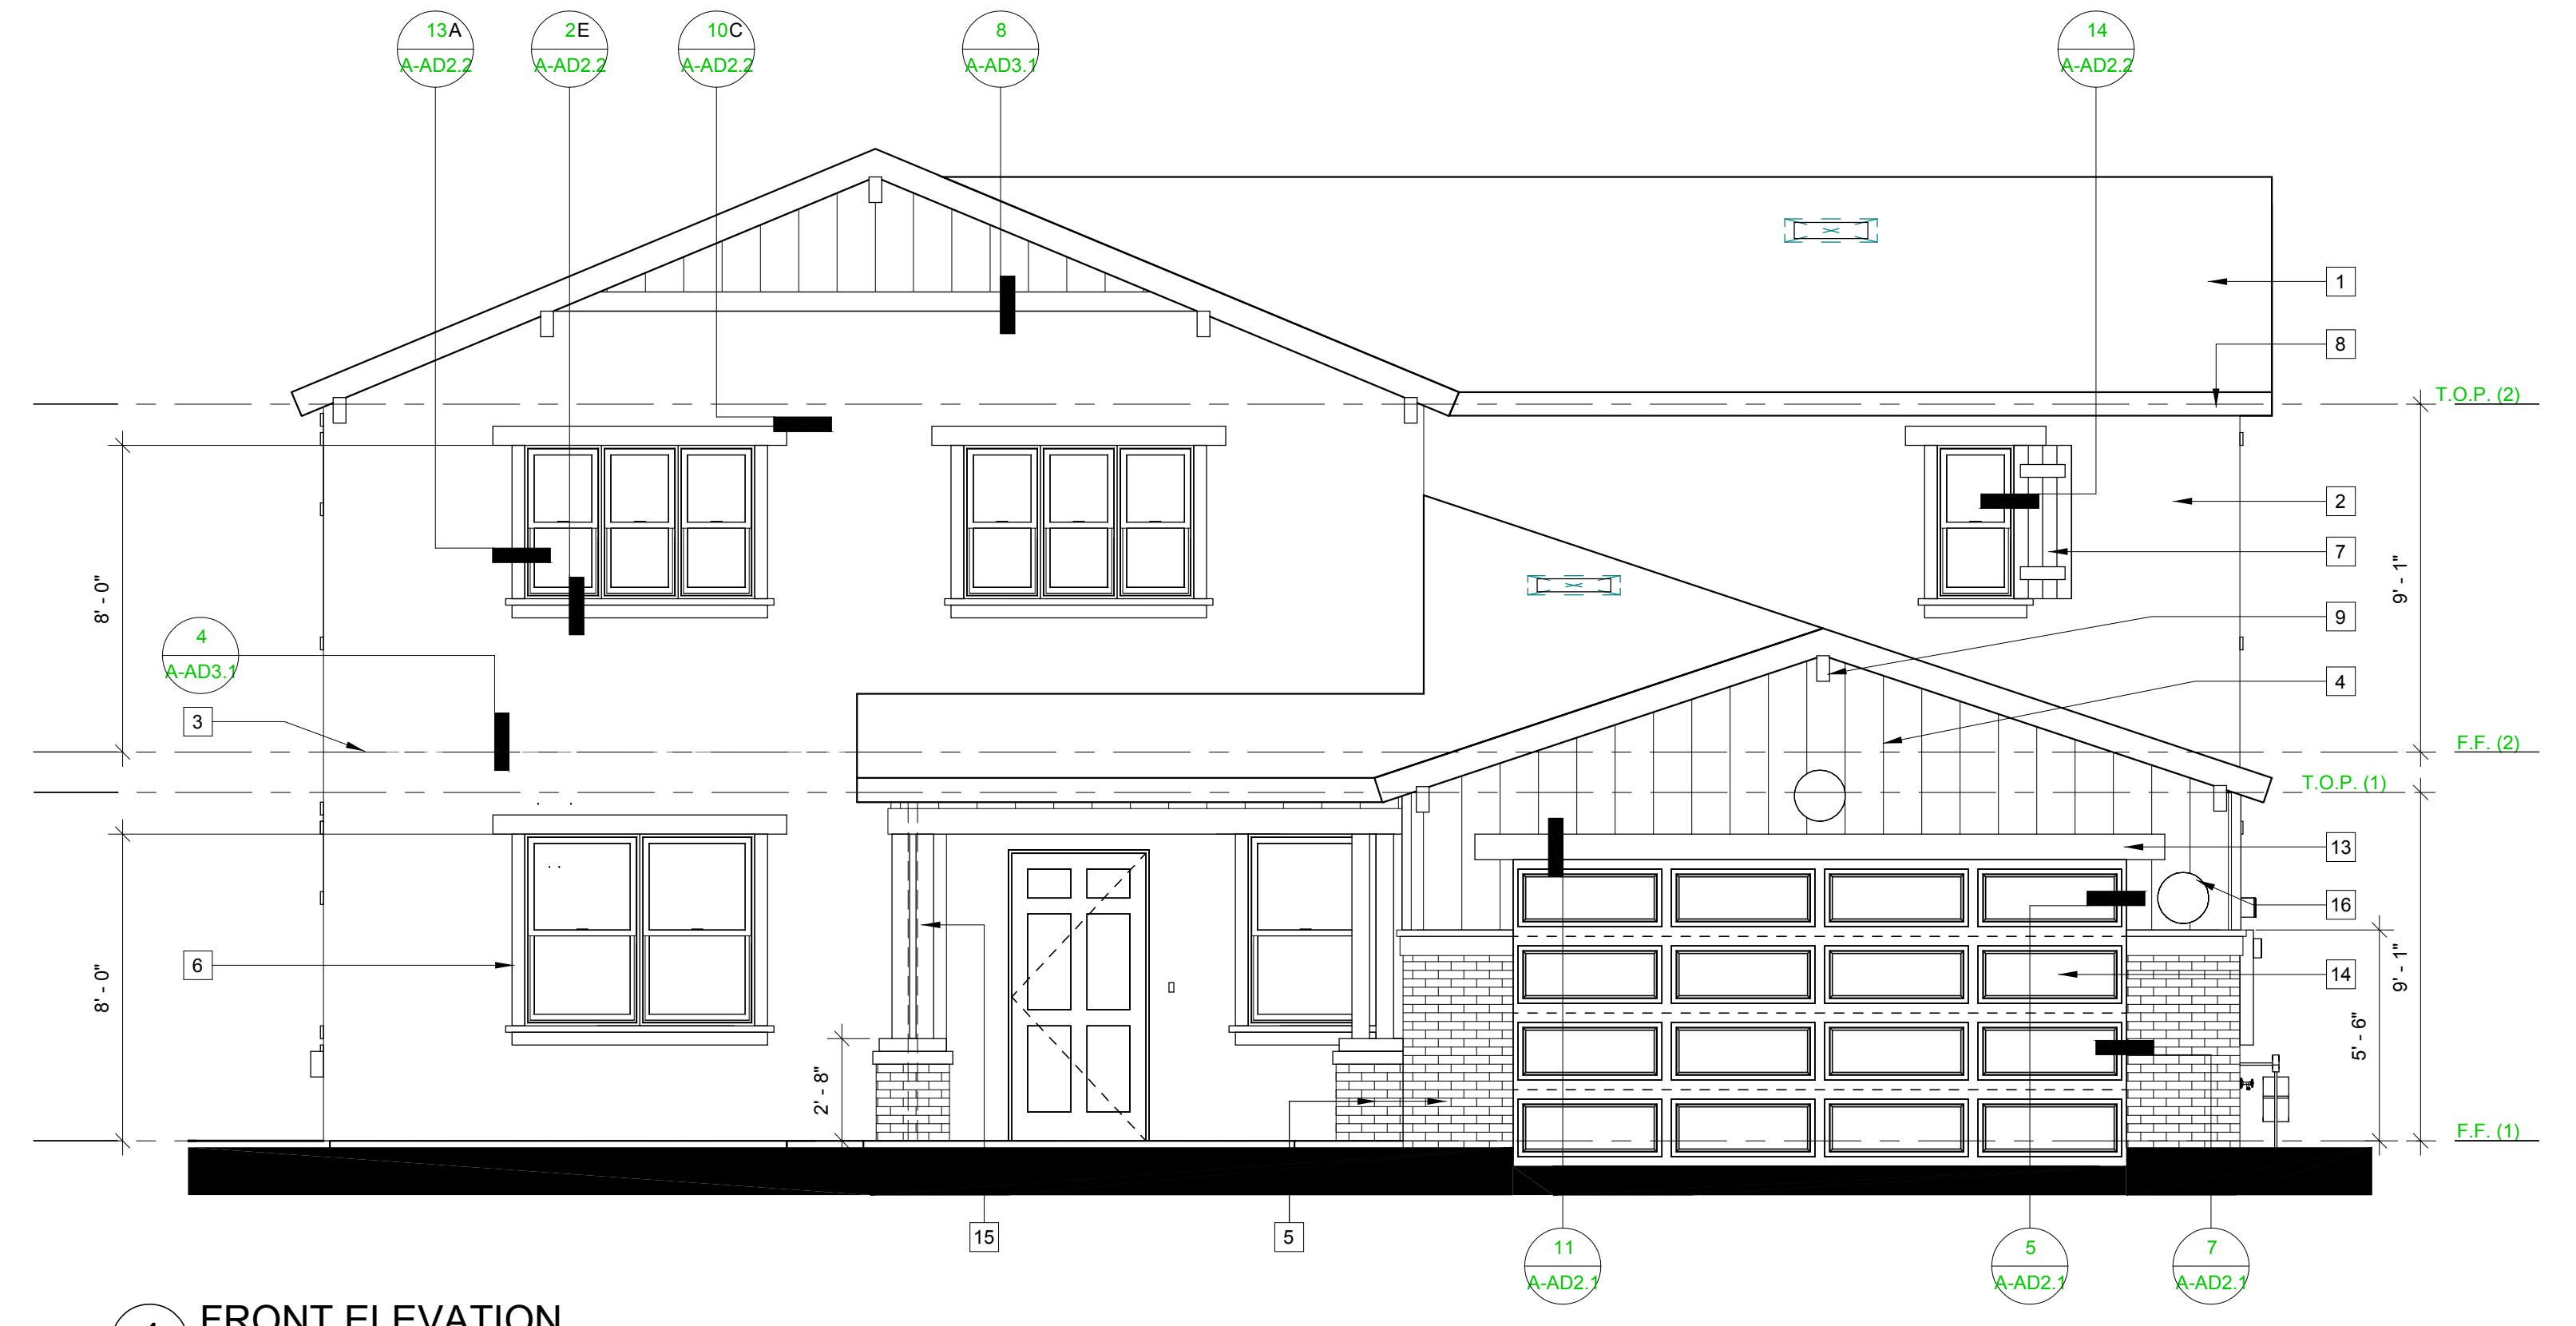 13A
A-AD2.2
2E
A-AD2.2
10C
A-AD2.2
8
A-AD3.1
14
A-AD2.2
1
8
T.O.P. (2)
2
7
9' - 1"
8' - 0"
9
4
A-AD3.1
4
3
F.F. (2)
T.O.P. (1)
13
16
6
14
8' - 0"
9' - 1"
5' - 6"
2' - 8"
F.F. (1)
15
5
11
A-AD2.1
5
A-AD2.1
7
A-AD2.1
FRONT ELEVATION